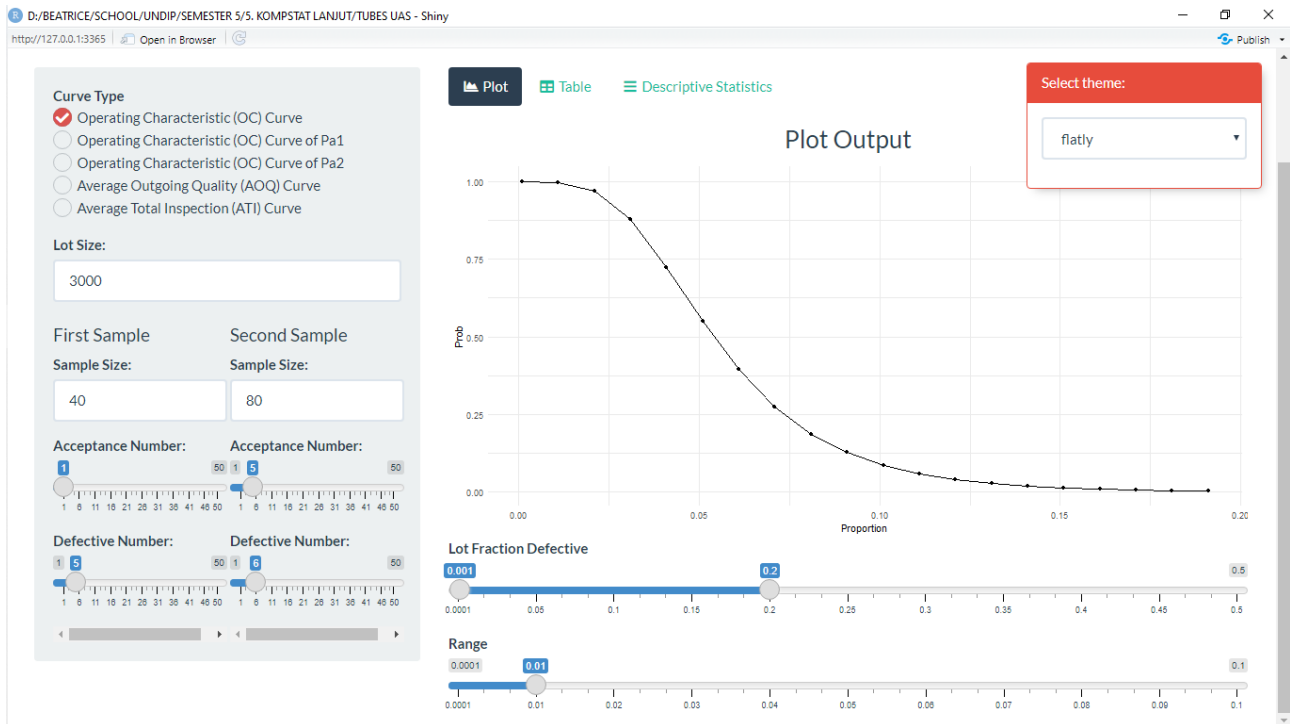 D:/BEATRICE/SCHOOL/UNDIP/SEMESTER 5/5. KOMPSTAT LANJUT/TUBES UAS - Shiny
http://127.0.0.1:3365 Open in Browser Publish
Curve Type
Operating Characteristic (OC) Curve
Operating Characteristic (OC) Curve of Pa1
Operating Characteristic (OC) Curve of Pa2
Average Outgoing Quality (AOQ) Curve
Average Total Inspection (ATI) Curve
Lot Size:
3000
First Sample Second Sample
Sample Size: Sample Size:
40 80
Acceptance Number: Acceptance Number:
1 50 1 5 50
1 6 11 16 21 26 31 36 41 46 50 1 6 11 16 21 26 31 36 41 46 50
Defective Number: Defective Number:
1 5 50 1 6 50
1 6 11 16 21 26 31 36 41 46 50 1 6 11 16 21 26 31 36 41 46 50
Plot Table Descriptive Statistics
Select theme:
flatly
Plot Output
1.00
0.75
0.50
0.25
0.00
Prob
0.00 0.05 0.10 0.15 0.20
Proportion
Lot Fraction Defective
0.001 0.2 0.5
0.0001 0.05 0.1 0.15 0.2 0.25 0.3 0.35 0.4 0.45 0.5
Range
0.0001 0.01 0.1
0.0001 0.01 0.02 0.03 0.04 0.05 0.06 0.07 0.08 0.09 0.1